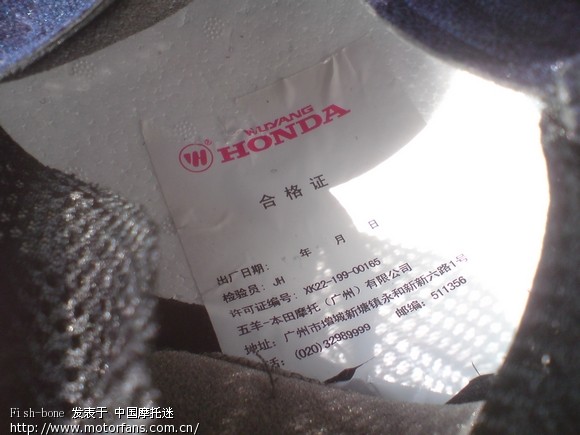 WUYANG
HONDA
®
合格证
出厂日期： 年 月 日
检验员：JH
许可证编号：XK22-199-00165
五羊-本田摩托（广州）有限公司
地址：广州市增城新塘镇永和新新六路1号
话：(020)32989999 邮编：511356
Fish-bone 发表于 中国摩托迷
http://www.motorfans.com.cn/